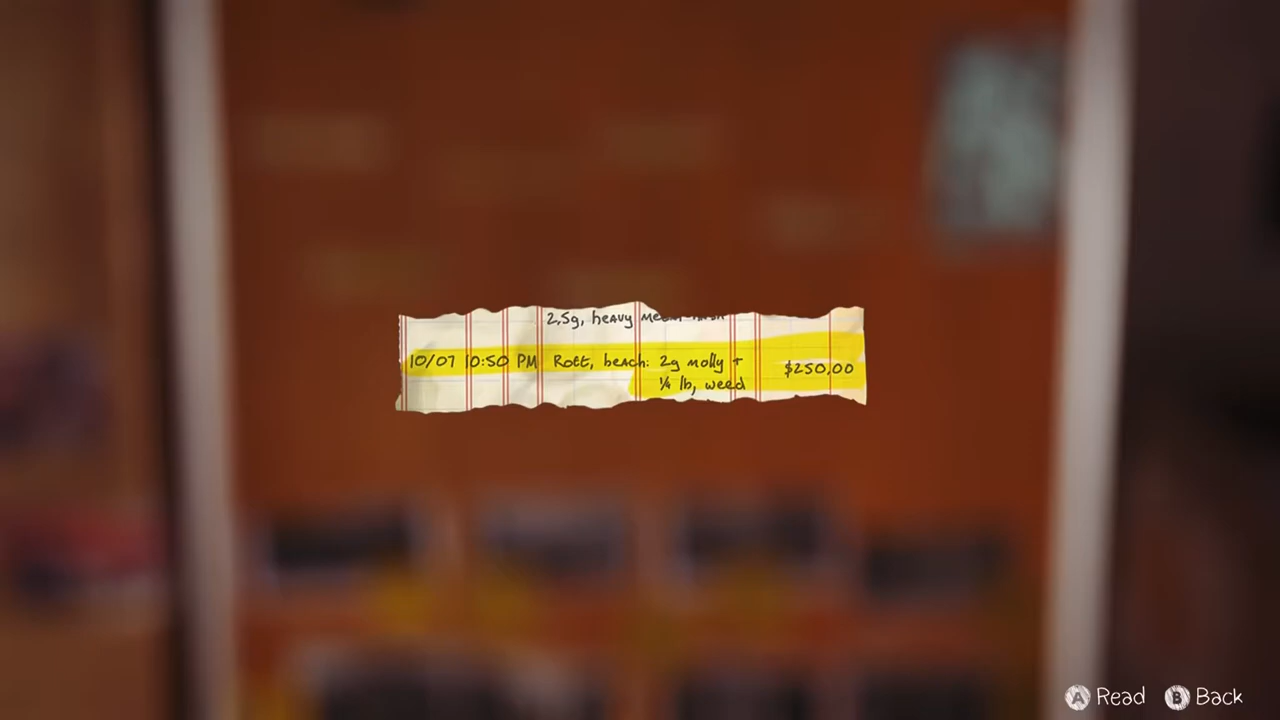 2.5g, heavy
10/07 10:50 PM Rott, beach: 2g molly + $250.00
1/4 lb, weed
A Read B Back